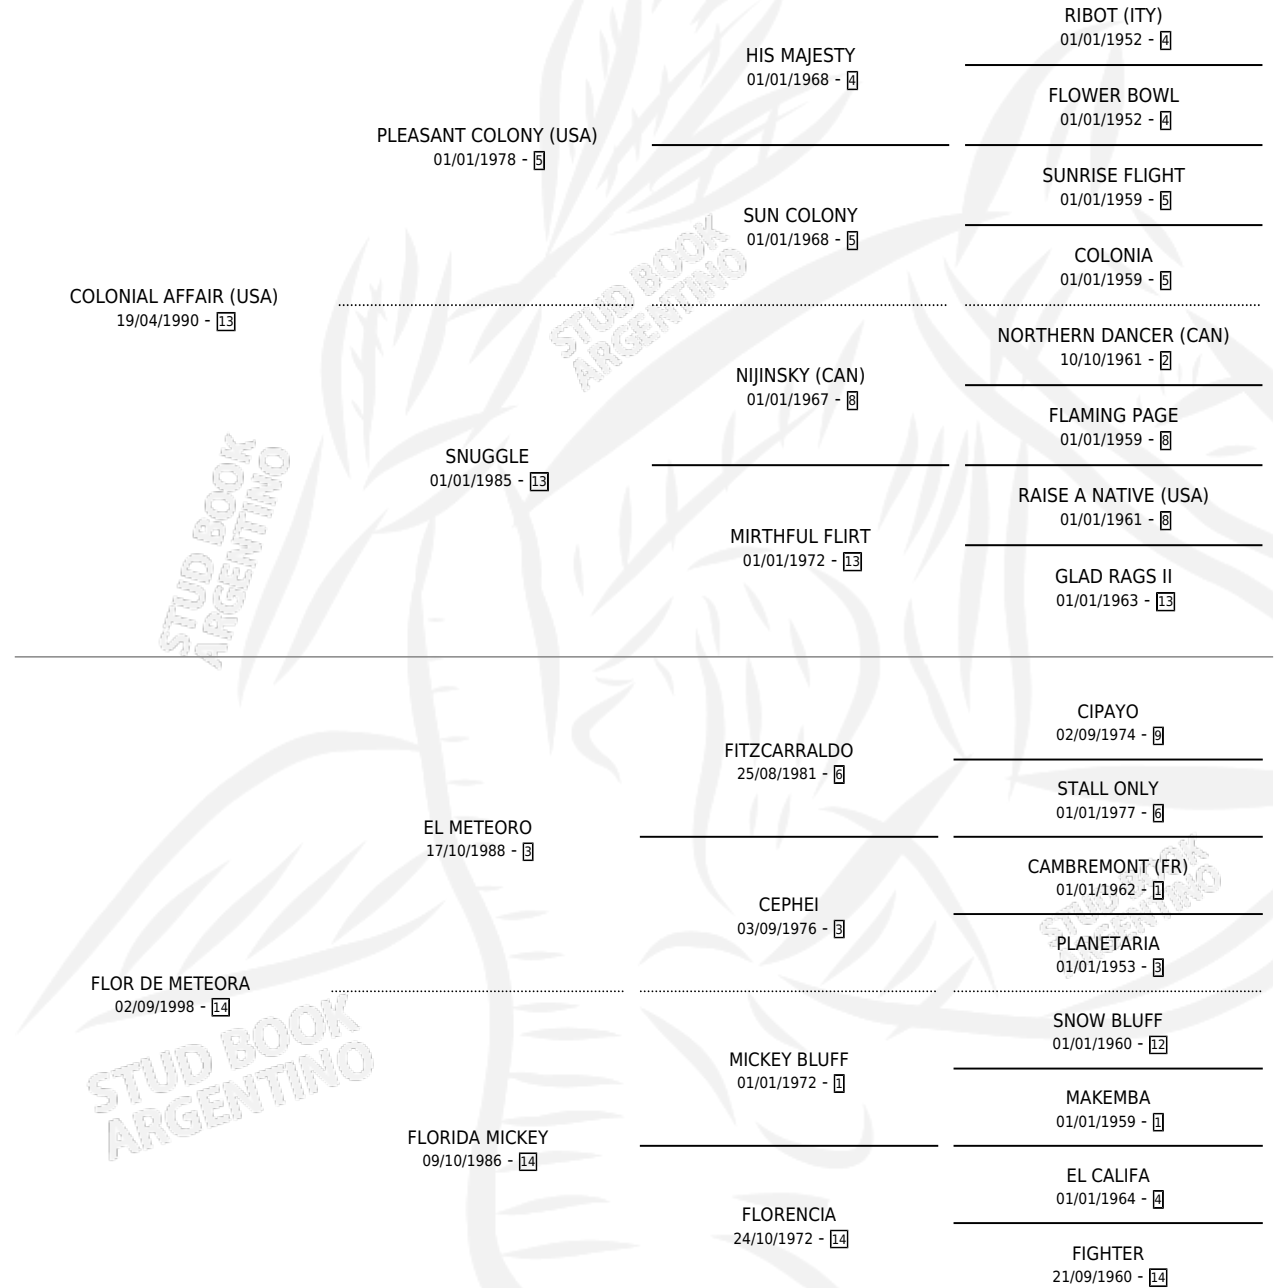 RIBOT (ITY)
01/01/1952 - 4
HIS MAJESTY
01/01/1968 - 4
FLOWER BOWL
01/01/1952 - 4
PLEASANT COLONY (USA)
01/01/1978 - 5
SUNRISE FLIGHT
01/01/1959 - 5
SUN COLONY
01/01/1968 - 5
COLONIA
01/01/1959 - 5
COLONIAL AFFAIR (USA)
19/04/1990 - 13
NORTHERN DANCER (CAN)
10/10/1961 - 2
NIJINSKY (CAN)
01/01/1967 - 8
FLAMING PAGE
01/01/1959 - 8
SNUGGLE
01/01/1985 - 13
RAISE A NATIVE (USA)
01/01/1961 - 8
MIRTHFUL FLIRT
01/01/1972 - 13
GLAD RAGS II
01/01/1963 - 13
STUD BOOK
ARGENTINO
STUD BOOK
ARGENTINO
CIPAYO
02/09/1974 - 9
FITZCARRALDO
25/08/1981 - 6
STALL ONLY
01/01/1977 - 6
EL METEORO
17/10/1988 - 3
CAMBREMONT (FR)
01/01/1962 - 1
CEPHEI
03/09/1976 - 3
PLANETARIA
01/01/1953 - 3
STUD BOOK
ARGENTINO
FLOR DE METEORA
02/09/1998 - 14
SNOW BLUFF
01/01/1960 - 12
MICKEY BLUFF
01/01/1972 - 1
MAKEMBA
01/01/1959 - 1
FLORIDA MICKEY
09/10/1986 - 14
EL CALIFA
01/01/1964 - 4
FLORENCIA
24/10/1972 - 14
FIGHTER
21/09/1960 - 14
STUD BOOK
ARGENTINO